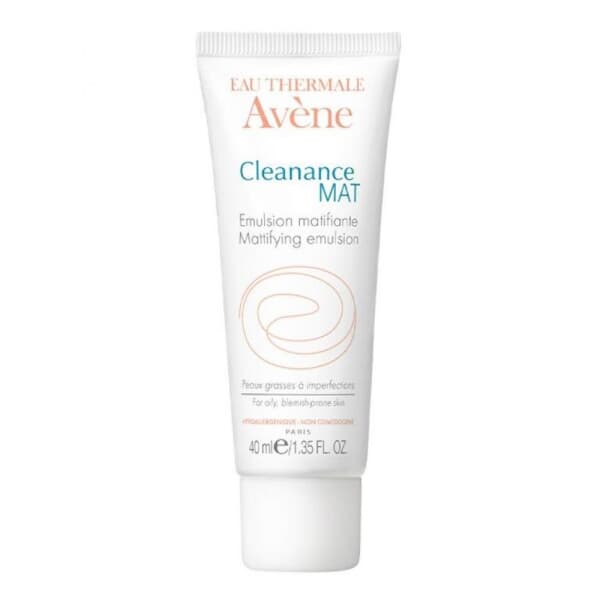 EAU THERMALE
Avène
Cleanance
MAT
Emulsion matifiante
Mattifying emulsion
Peaux grasses à imperfections
For oily, blemish-prone skin
HYPOALLERGÉNIQUE - NON COMÉDOGÈNE
PARIS
40 ml e/1.35 FL. OZ.